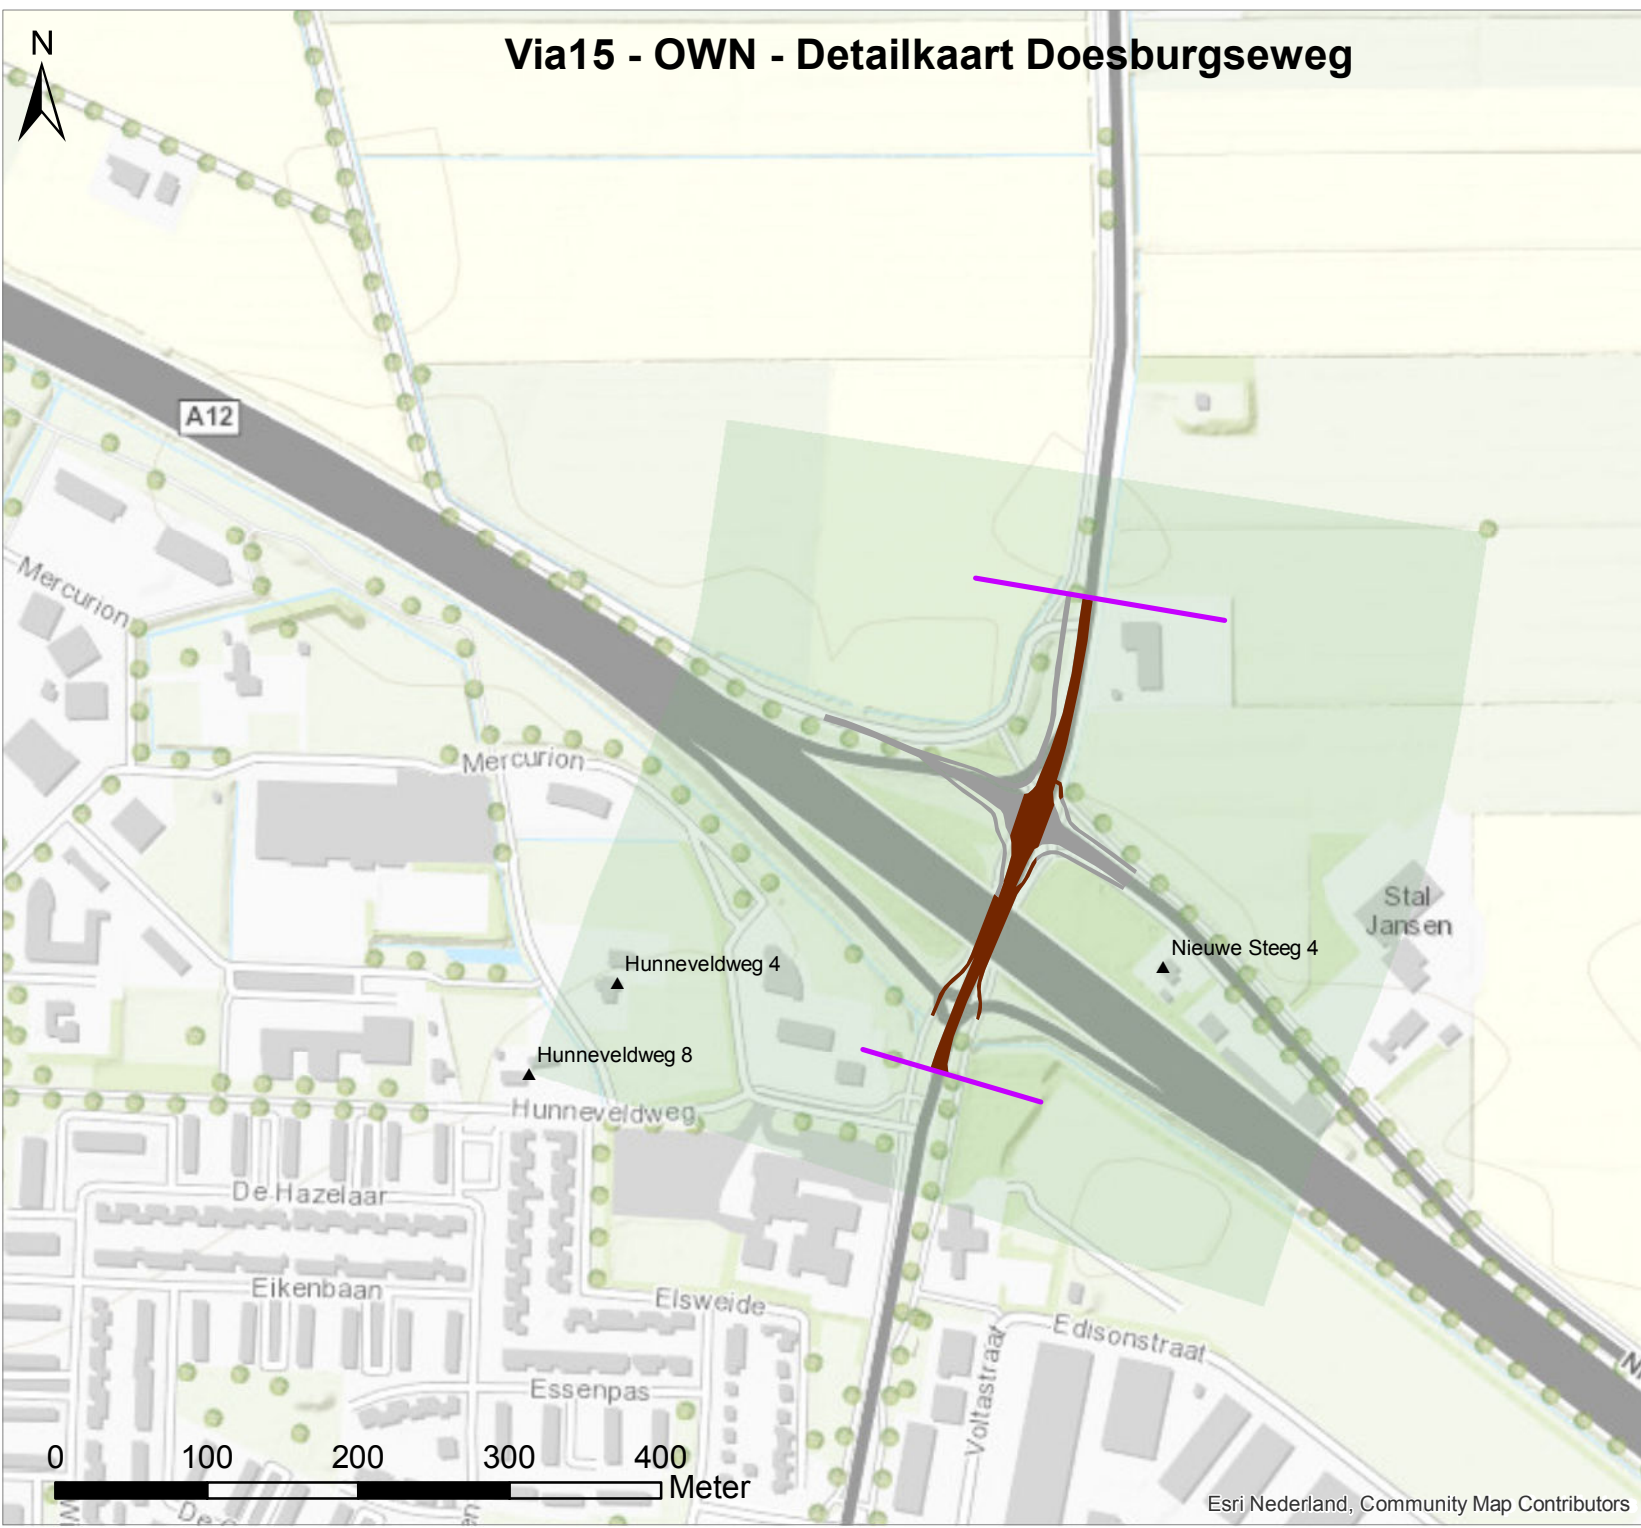 Via15 - OWN - Detailkaart Doesburgseweg
N
A12
Mercurion
Mercurion
Stal
Jansen
Nieuwe Steeg 4
Hunneveldweg 4
Hunneveldweg 8
Hunneveldweg
De Hazelaar
Eikenbaan
Elsweide
Edisonstraat
Voltastraat
Essenpas
0 100 200 300 400
Meter
Esri Nederland, Community Map Contributors